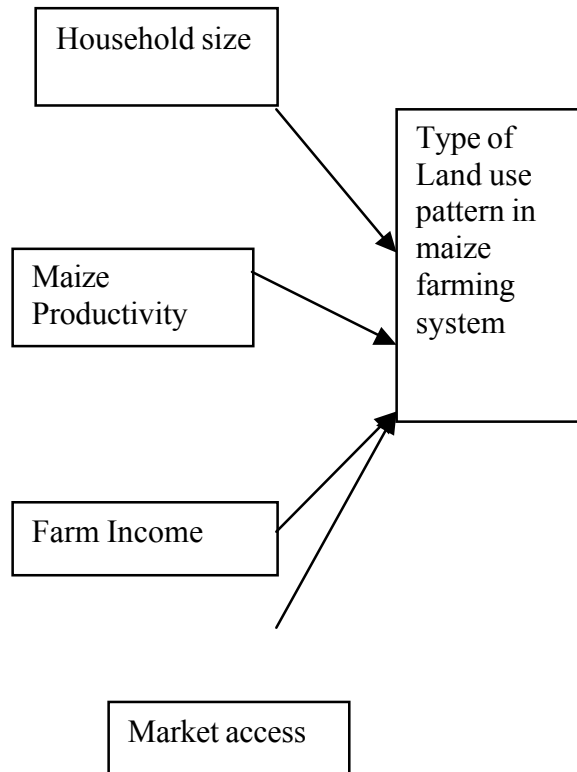 Household size
Type of
Land use
pattern in
maize
farming
system
Maize
Productivity
Farm Income
Market access